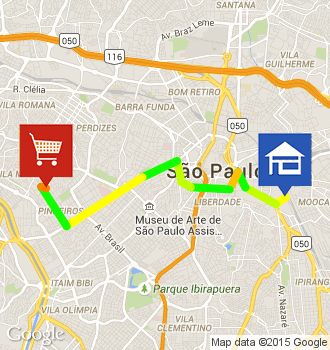 Av. Braz Leme
050
116
VILA
GUILHERME
R. Clélia
BOM RETIRO
050
BARRA FUNDA
VILA ROMANA
050
PERDIZES
São Paulo
PINHEIROS
LIBERDADE
MOOCA
Museu de Arte de
São Paulo Assis...
Av. Brasil
050
ITAIM BIBI
VILA OLIMPIA
Parque Ibirapuera
Av. Nazaré
VILA
CLEMENTINO
Google
Map data ©2015 Google